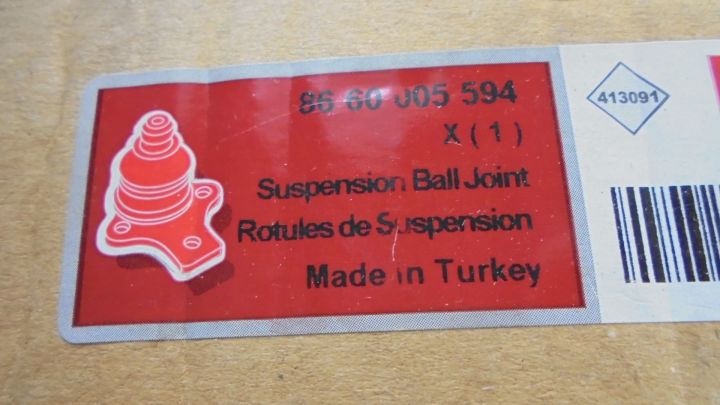 86 60 005 594
X ( 1 )
Suspension Ball Joint
Rotules de Suspension
Made in Turkey
413091